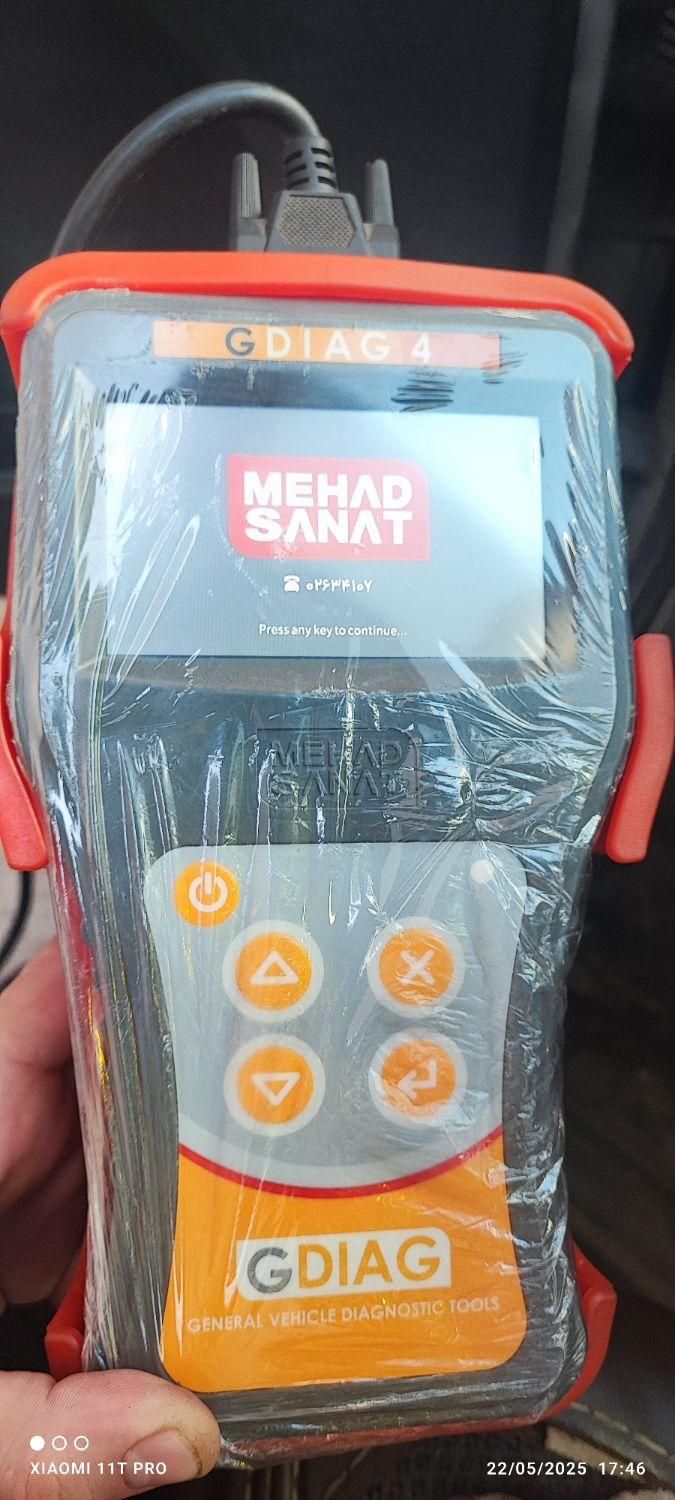 GDIAG 4
MEHAD
SANAT
☎ ۰۲۶۳۴۱۰۷
Press any key to continue...
MEHAD
SANAT
GDIAG
GENERAL VEHICLE DIAGNOSTIC TOOLS
XIAOMI 11T PRO
22/05/2025 17:46